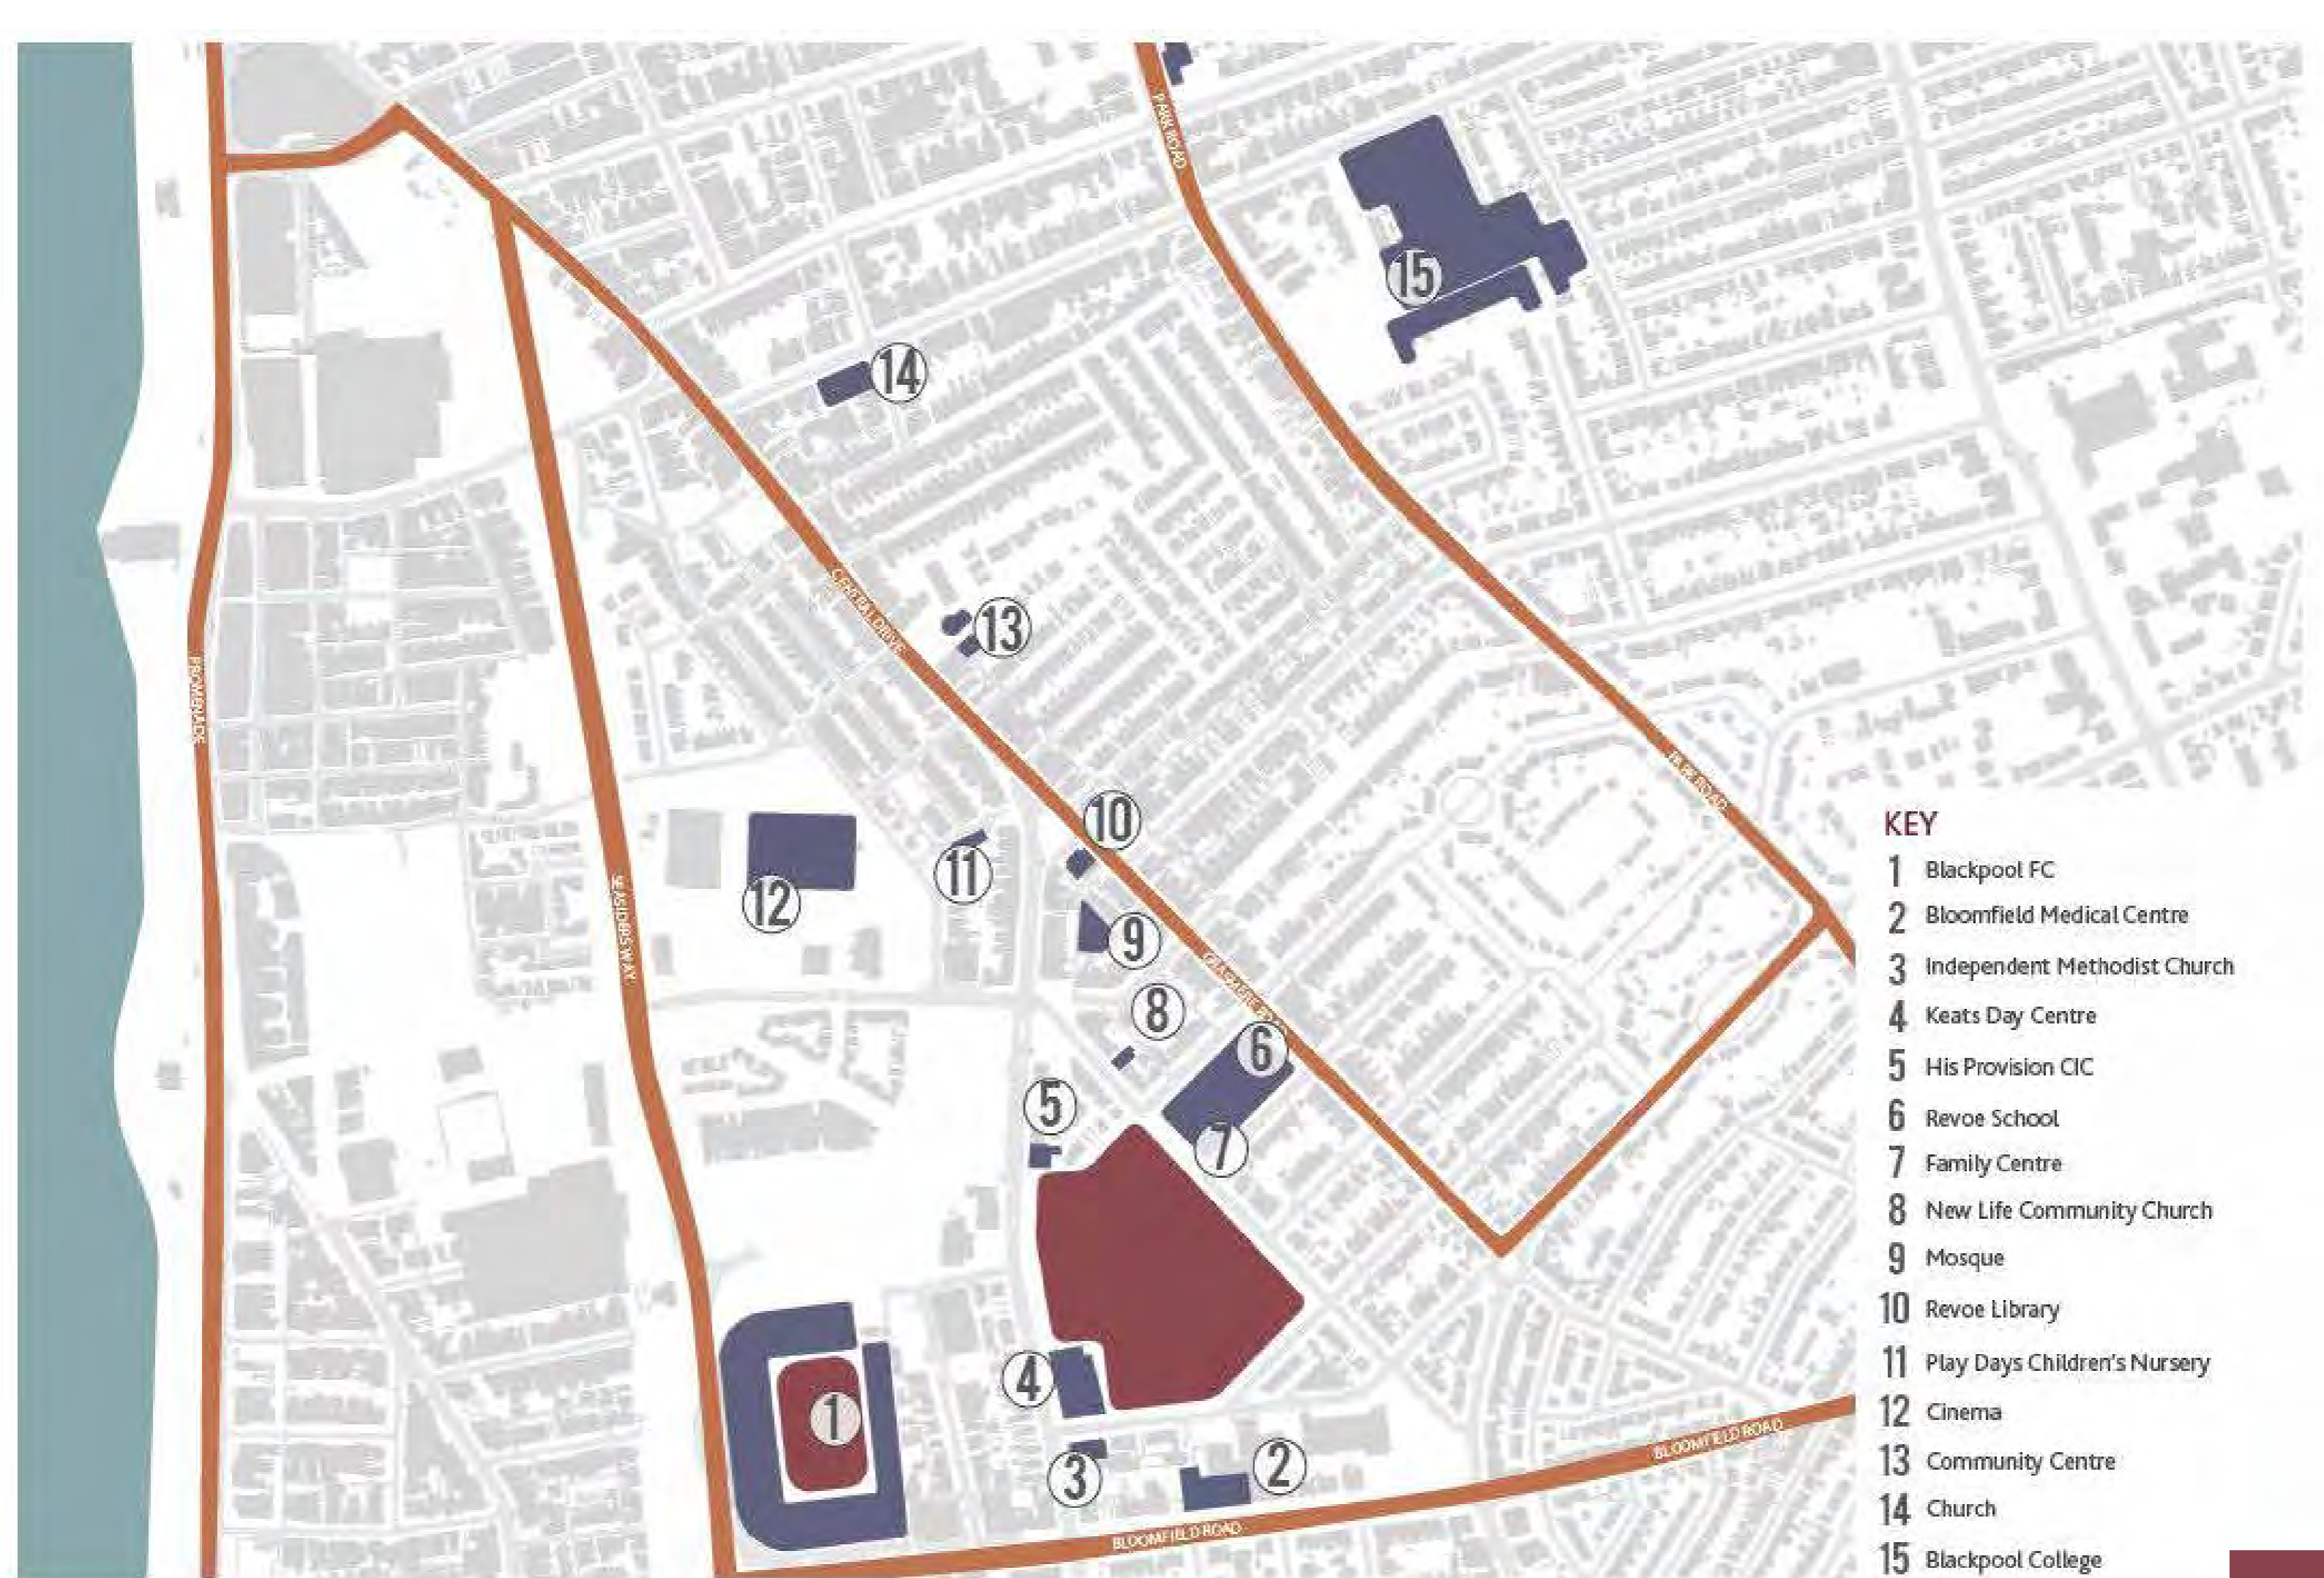 PARK ROAD
15
14
CENTRAL DRIVE
13
PROMENADE
10
11
12
SEASIDERS WAY
9
8
6
5
7
4
1
3
2
BLOOMFIELD ROAD
BLOOMFIELD ROAD
KEY
1 Blackpool FC
2 Bloomfield Medical Centre
3 Independent Methodist Church
4 Keats Day Centre
5 His Provision CIC
6 Revoe School
7 Family Centre
8 New Life Community Church
9 Mosque
10 Revoe Library
11 Play Days Children's Nursery
12 Cinema
13 Community Centre
14 Church
15 Blackpool College